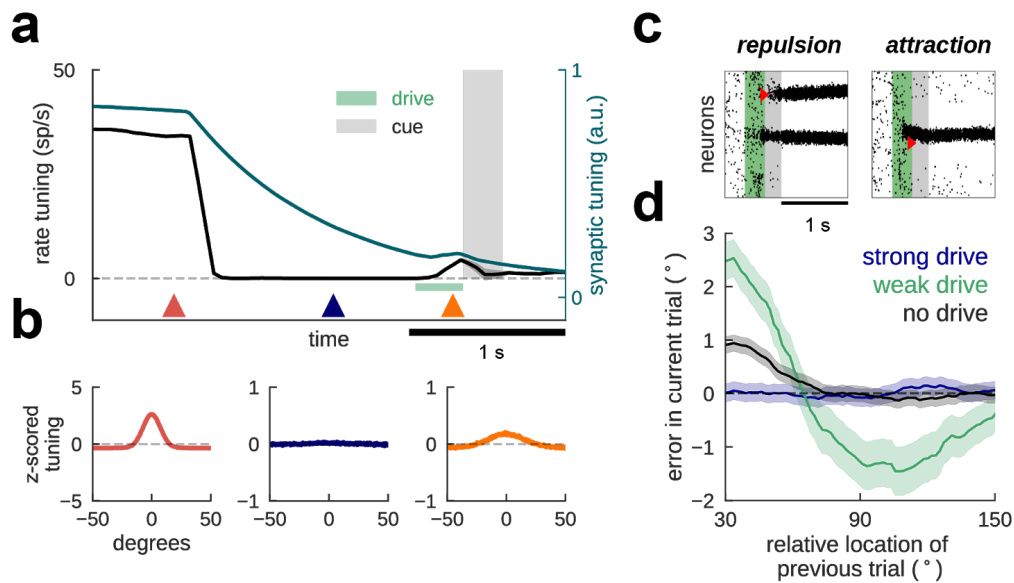 a
50
1
drive
cue
rate tuning (sp/s)
synaptic tuning (a.u.)
0
0
time
1 s
b
5
1
1
z-scored
tuning
0
0
0
−5
−1
−1
−50 0 50
−50 0 50
−50 0 50
degrees
c
repulsion
attraction
neurons
1 s
d
3
strong drive
weak drive
no drive
2
1
0
−1
−2
error in current trial (°)
30 90 150
relative location of
previous trial (°)